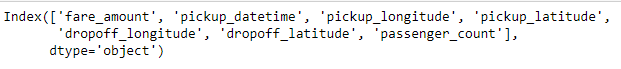 Index(['fare_amount', 'pickup_datetime', 'pickup_longitude', 'pickup_latitude',
       'dropoff_longitude', 'dropoff_latitude', 'passenger_count'],
      dtype='object')